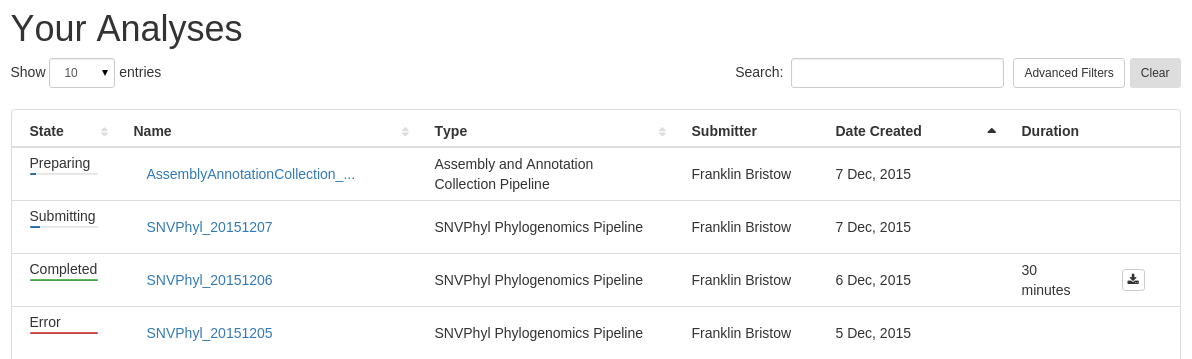 Your Analyses
Show 10 entries Search: Advanced Filters Clear
State Name Type Submitter Date Created Duration
Preparing AssemblyAnnotationCollection_... Assembly and Annotation Franklin Bristow 7 Dec, 2015
Collection Pipeline
Submitting SNVPhyl_20151207 SNVPhyl Phylogenomics Pipeline Franklin Bristow 7 Dec, 2015
Completed SNVPhyl_20151206 SNVPhyl Phylogenomics Pipeline Franklin Bristow 6 Dec, 2015 30
minutes
Error SNVPhyl_20151205 SNVPhyl Phylogenomics Pipeline Franklin Bristow 5 Dec, 2015